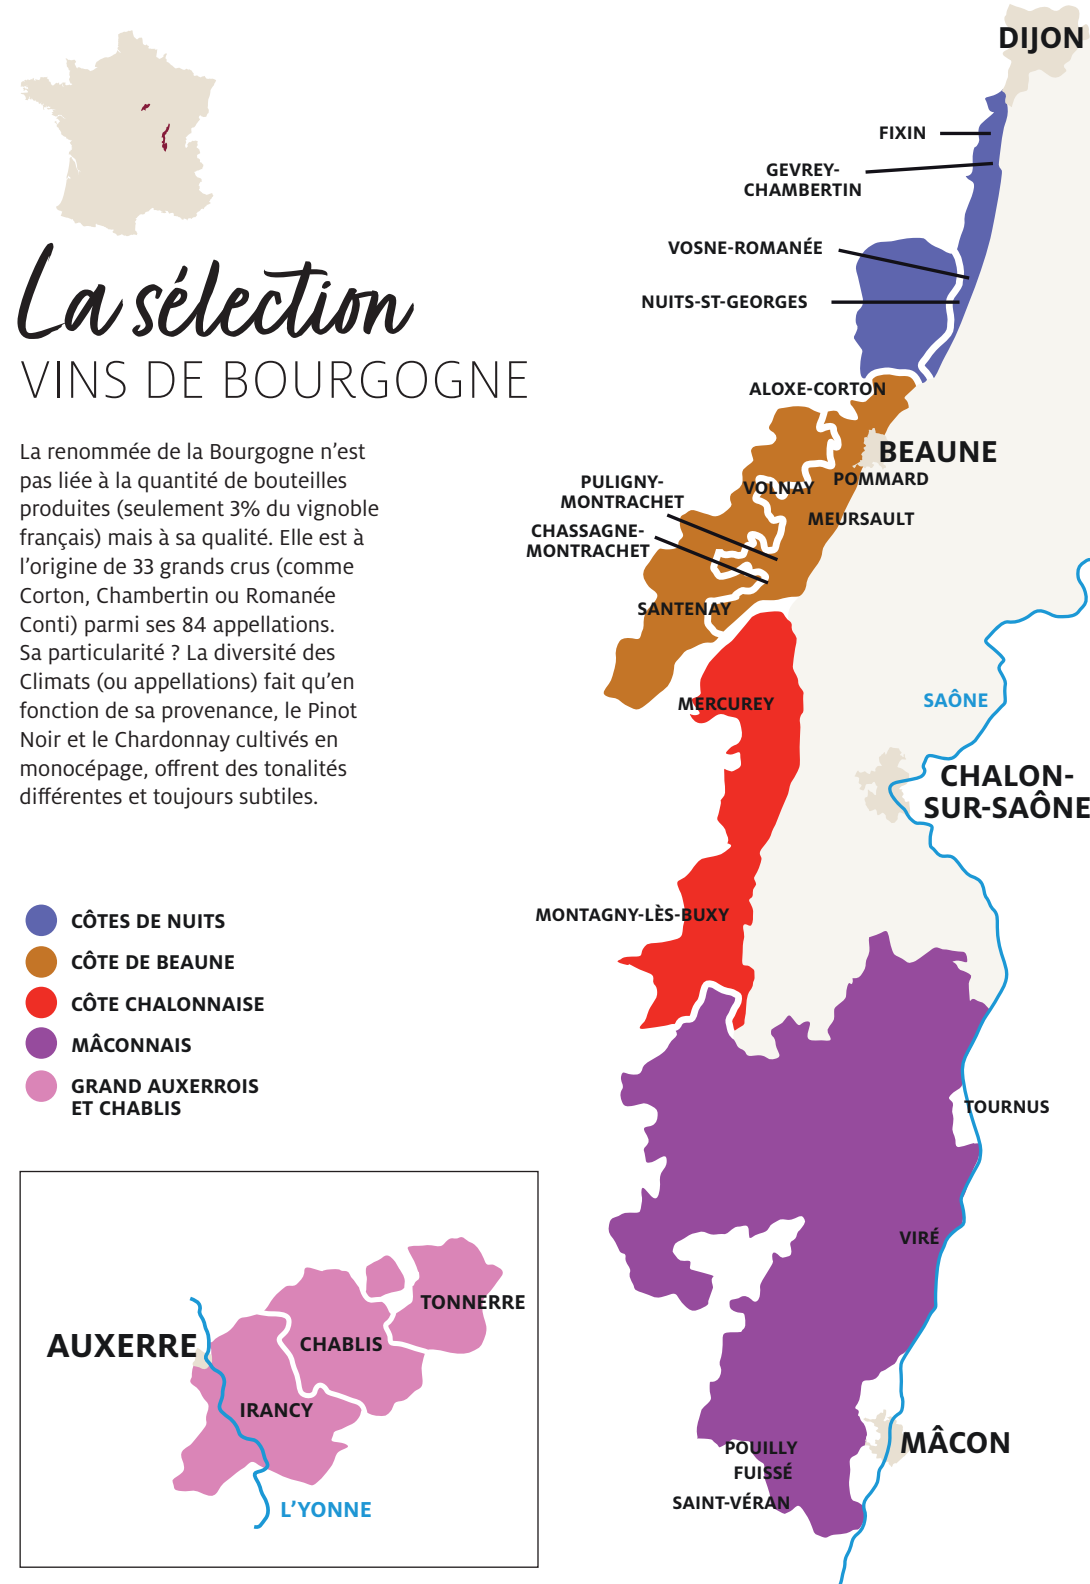 La sélection
VINS DE BOURGOGNE
La renommée de la Bourgogne n’est
pas liée à la quantité de bouteilles
produites (seulement 3% du vignoble
français) mais à sa qualité. Elle est à
l’origine de 33 grands crus (comme
Corton, Chambertin ou Romanée
Conti) parmi ses 84 appellations.
Sa particularité ? La diversité des
Climats (ou appellations) fait qu’en
fonction de sa provenance, le Pinot
Noir et le Chardonnay cultivés en
monocépage, offrent des tonalités
différentes et toujours subtiles.
CÔTES DE NUITS
CÔTE DE BEAUNE
CÔTE CHALONNAISE
MÂCONNAIS
GRAND AUXERROIS
ET CHABLIS
TONNERRE
CHABLIS
AUXERRE
IRANCY
L’YONNE
DIJON
FIXIN
GEVREY-
CHAMBERTIN
VOSNE-ROMANÉE
NUITS-ST-GEORGES
ALOXE-CORTON
BEAUNE
POMMARD
VOLNAY
PULIGNY-
MONTRACHET
MEURSAULT
CHASSAGNE-
MONTRACHET
SANTENAY
MERCUREY
SAÔNE
CHALON-
SUR-SAÔNE
MONTAGNY-LÈS-BUXY
TOURNUS
VIRÉ
MÂCON
POUILLY
FUISSÉ
SAINT-VÉRAN